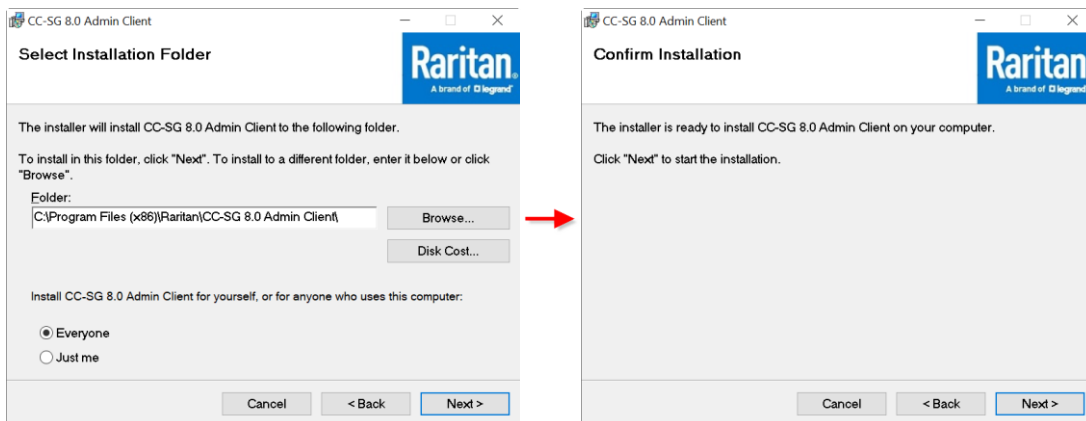 CC-SG 8.0 Admin Client
Select Installation Folder
Raritan.
A brand of legrand
The installer will install CC-SG 8.0 Admin Client to the following folder.
To install in this folder, click "Next". To install to a different folder, enter it below or click
"Browse".
Folder:
C:\Program Files (x86)\Raritan\CC-SG 8.0 Admin Client\
Browse...
Disk Cost...
Install CC-SG 8.0 Admin Client for yourself, or for anyone who uses this computer:
Everyone
Just me
Cancel
< Back
Next >
CC-SG 8.0 Admin Client
Confirm Installation
Raritan
A brand of legrand
The installer is ready to install CC-SG 8.0 Admin Client on your computer.
Click "Next" to start the installation.
Cancel
< Back
Next >